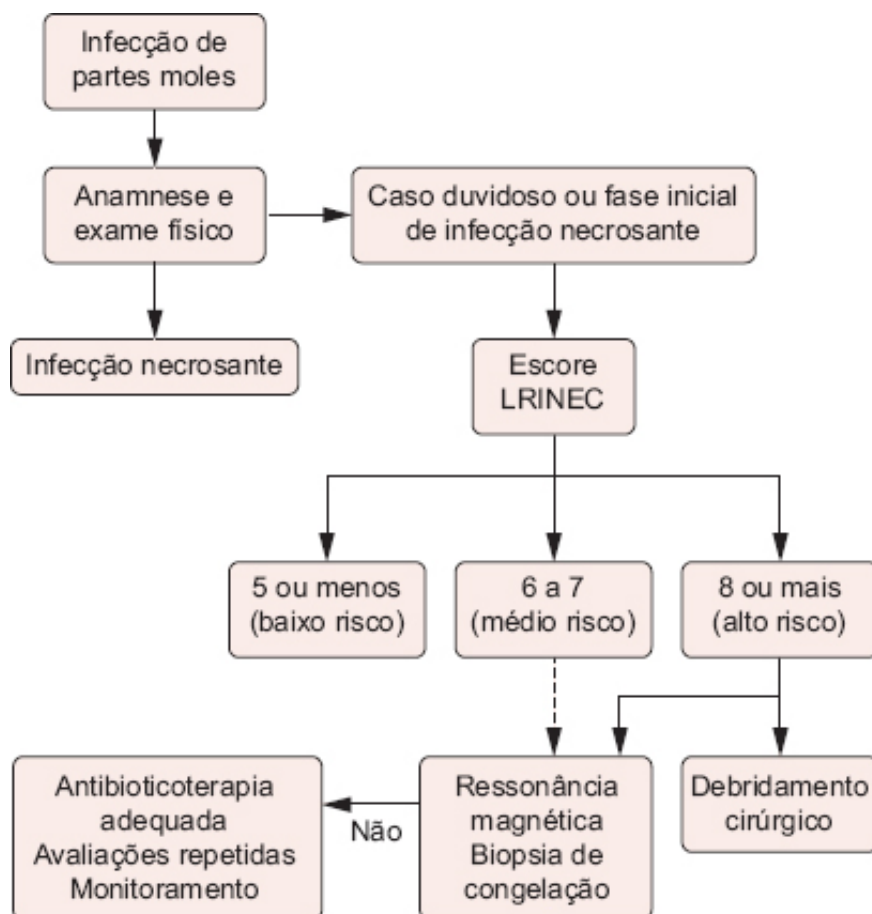 Infecção de
partes moles
Anamnese e
exame físico
Caso duvidoso ou fase inicial
de infecção necrosante
Infecção necrosante
Escore
LRINEC
5 ou menos
(baixo risco)
6 a 7
(médio risco)
8 ou mais
(alto risco)
Antibioticoterapia
adequada
Avaliações repetidas
Monitoramento
Não
Ressonância
magnética
Biopsia de
congelação
Debridamento
cirúrgico